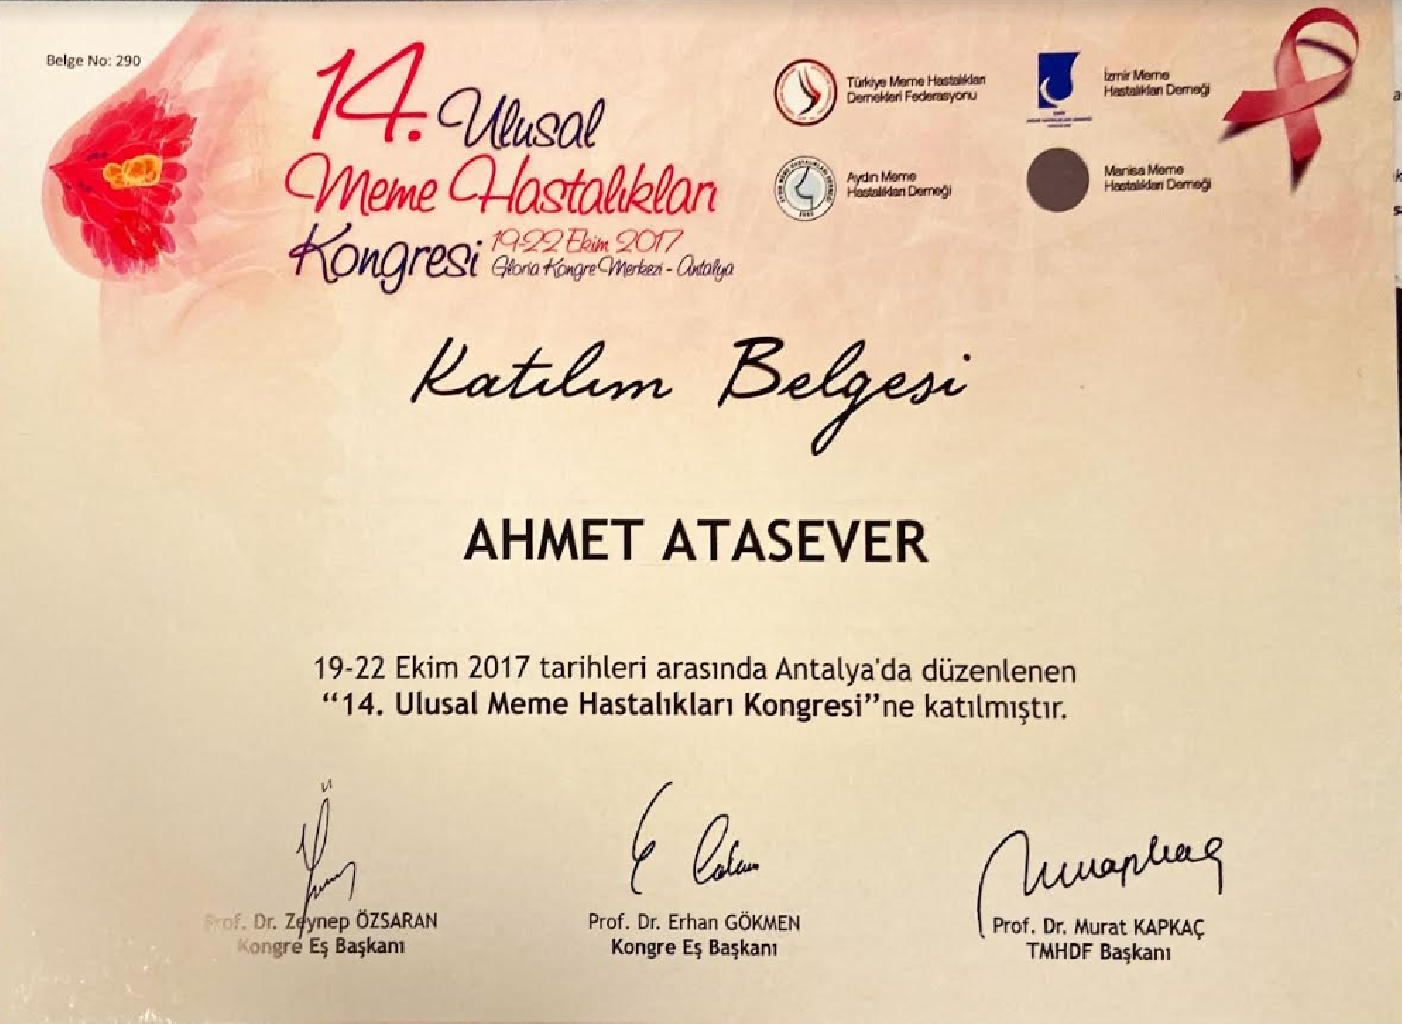 Belge No: 290
14. Ulusal
Meme Hastalıkları
Kongresi
19-22 Ekim 2017
Gloria Kongre Merkezi - Antalya
Türkiye Meme Hastalıkları
Dernekleri Federasyonu
İzmir Meme
Hastalıkları Derneği
Aydın Meme
Hastalıkları Derneği
Manisa Meme
Hastalıkları Derneği
Katılım Belgesi
AHMET ATASEVER
19-22 Ekim 2017 tarihleri arasında Antalya'da düzenlenen
“14. Ulusal Meme Hastalıkları Kongresi”ne katılmıştır.
Prof. Dr. Zeynep ÖZSARAN
Kongre Eş Başkanı
Prof. Dr. Erhan GÖKMEN
Kongre Eş Başkanı
Prof. Dr. Murat KAPKAÇ
TMHDF Başkanı